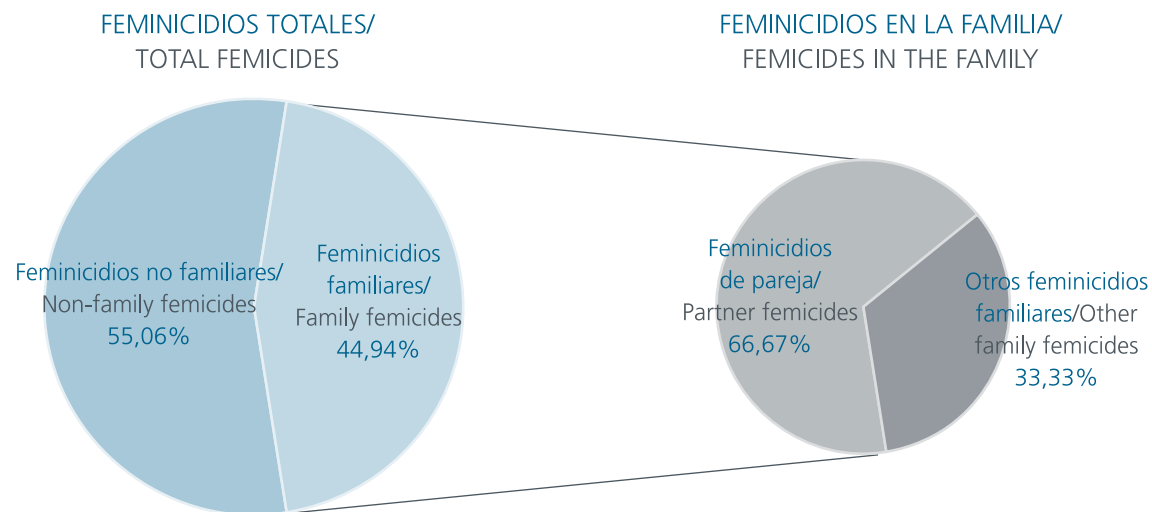 FEMINICIDIOS TOTALES/
TOTAL FEMICIDES
FEMINICIDIOS EN LA FAMILIA/
FEMICIDES IN THE FAMILY
Feminicidios no familiares/
Non-family femicides
55,06%
Feminicidios
familiares/
Family femicides
44,94%
Feminicidios
de pareja/
Partner femicides
66,67%
Otros feminicidios
familiares/Other
family femicides
33,33%